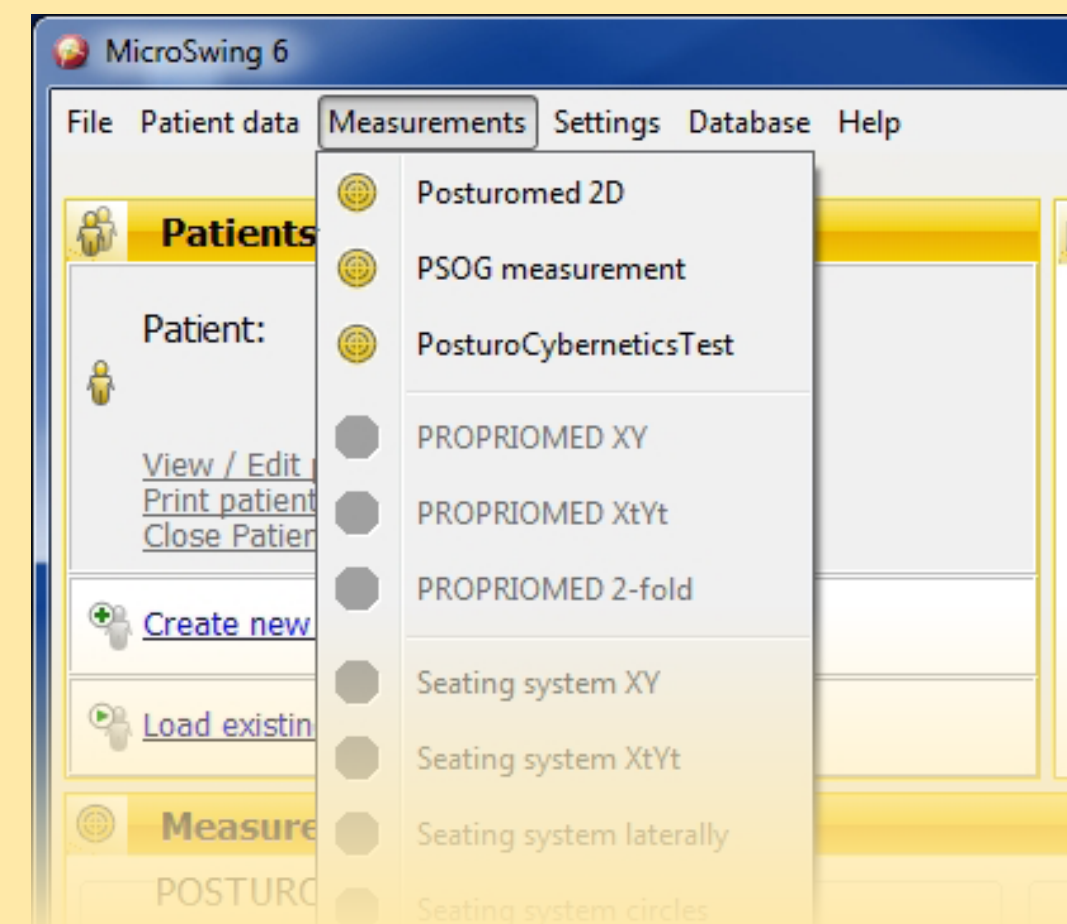 MicroSwing 6
File Patient data Measurements Settings Database Help
Patients
Patient:
View / Edit
Print patient
Close Patien
Create new
Load existin
Posturomed 2D
PSOG measurement
PosturoCyberneticsTest
PROPRIOMED XY
PROPRIOMED XtYt
PROPRIOMED 2-fold
Seating system XY
Seating system XtYt
Seating system laterally
Seating system circles
Measure
POSTURO